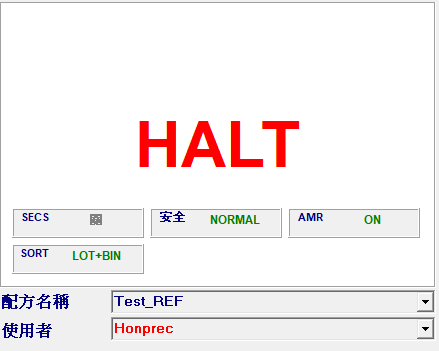 HALT
SECS
安全 NORMAL
AMR ON
SORT LOT+BIN
配方名稱 Test_REF
使用者 Honprec